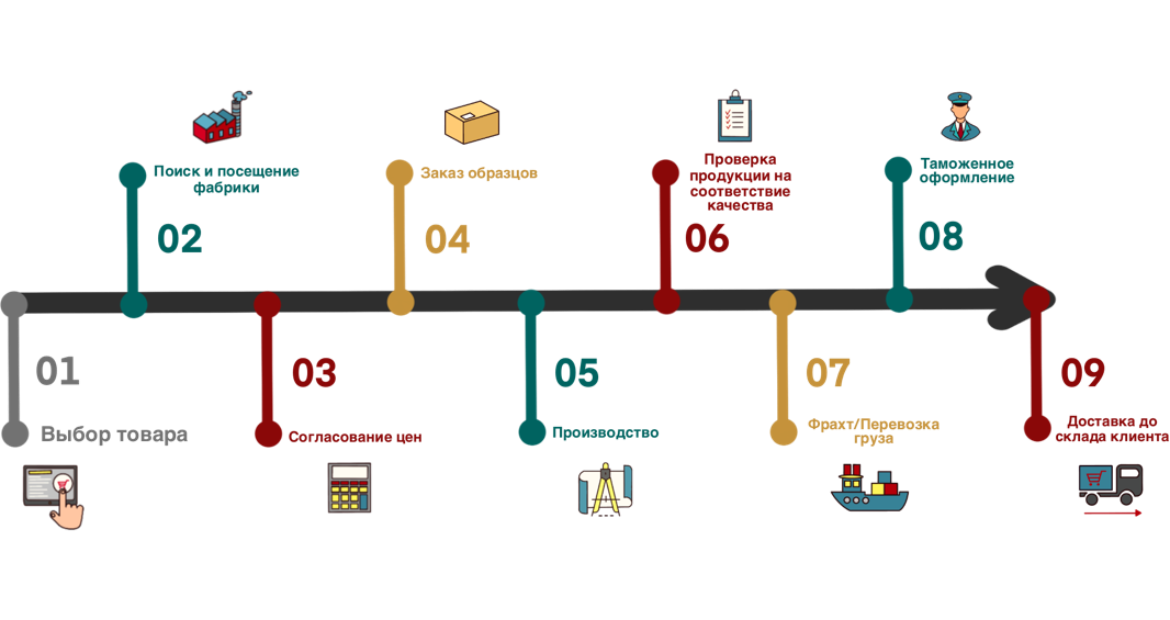 01
Выбор товара
02
Поиск и посещение
фабрики
03
Согласование цен
04
Заказ образцов
05
Производство
06
Проверка
продукции на
соответствие
качества
07
Фрахт/Перевозка
груза
08
Таможенное
оформление
09
Доставка до
склада клиента